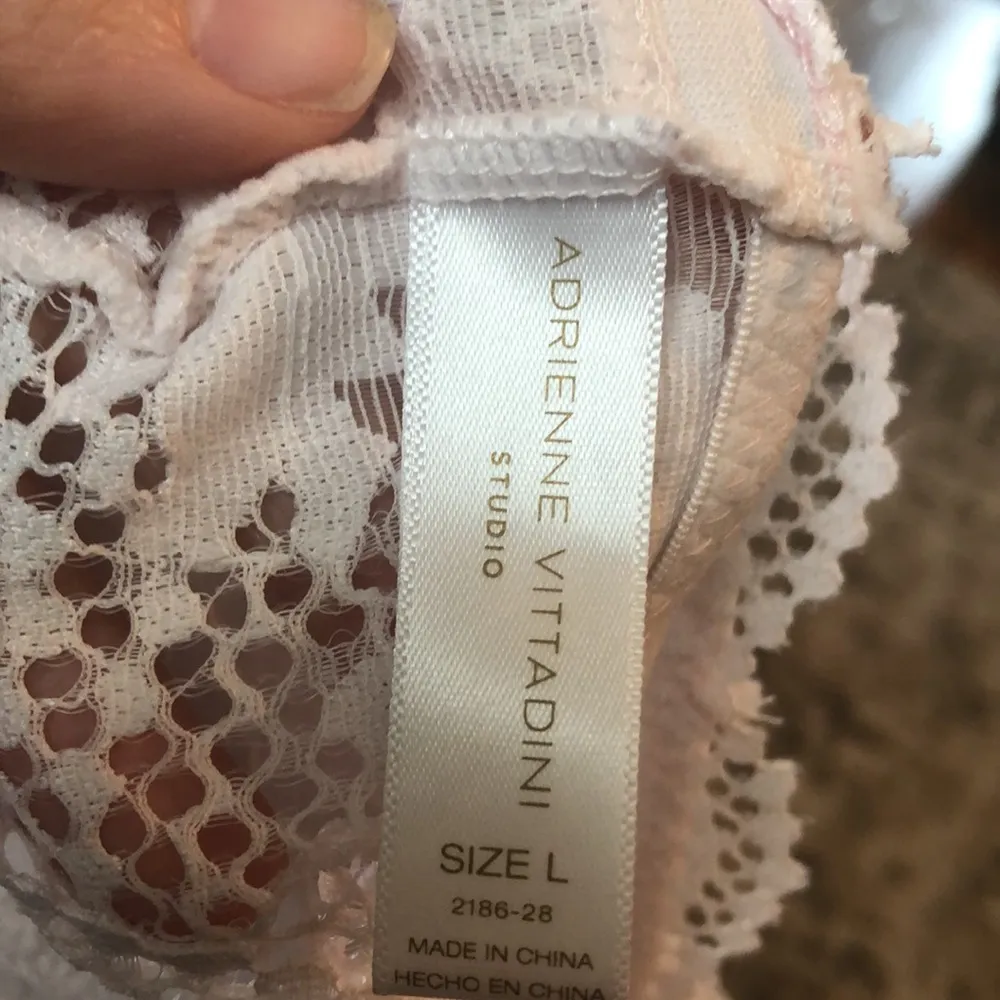 ADRIENNE VITTADINI
STUDIO
SIZE L
2186-28
MADE IN CHINA
HECHO EN CHINA